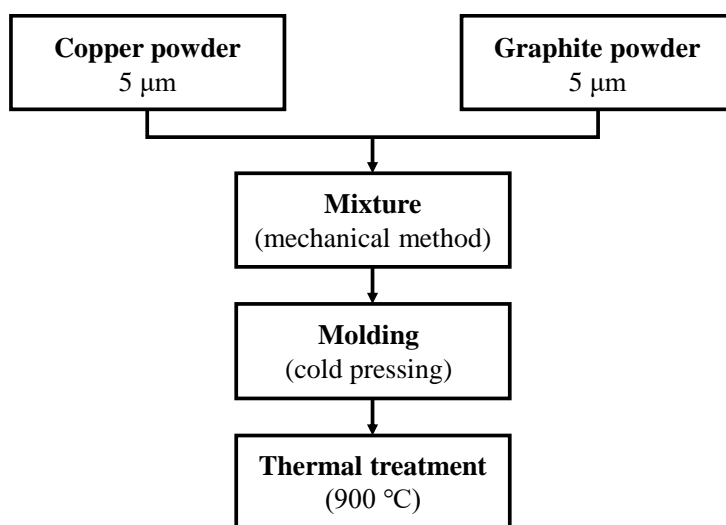 Copper powder
5 μm
Graphite powder
5 μm
Mixture
(mechanical method)
Molding
(cold pressing)
Thermal treatment
(900 ℃)